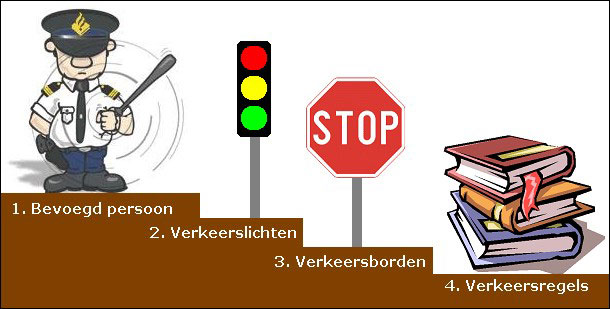 STOP
1. Bevoegd persoon
2. Verkeerslichten
3. Verkeersborden
4. Verkeersregels